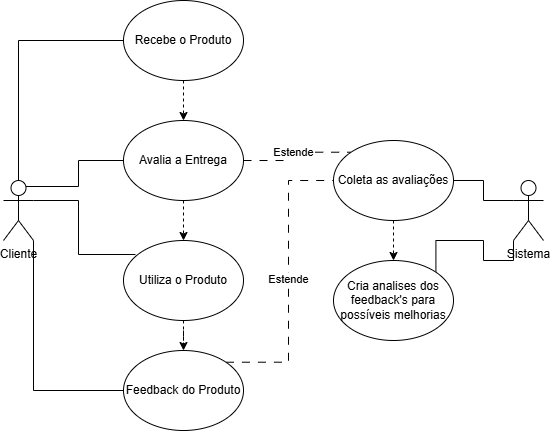 Recebe o Produto
Avalia a Entrega
Estende
Coleta as avaliações
Cliente
Sistema
Utiliza o Produto
Estende
Cria analises dos
feedback's para
possíveis melhorias
Feedback do Produto